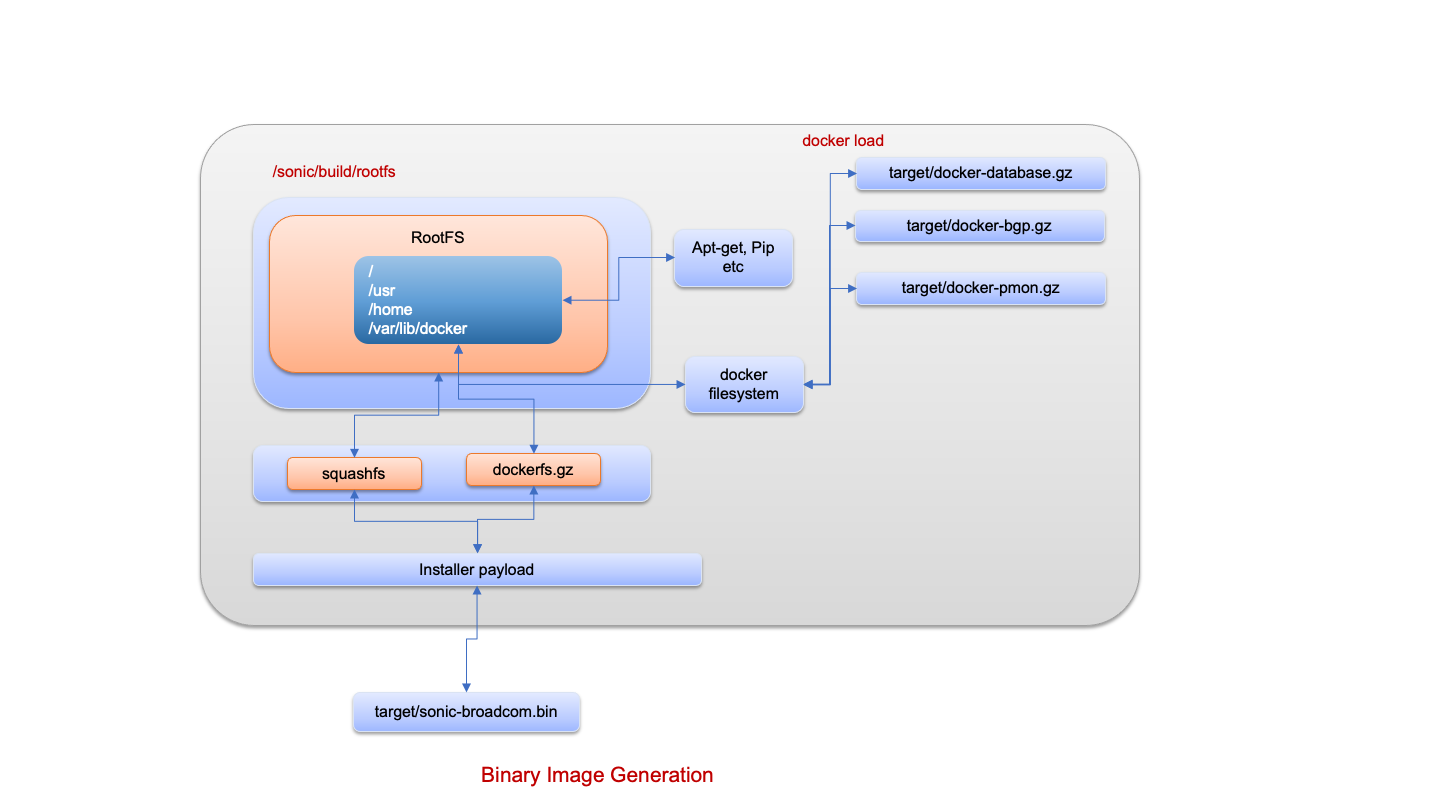 docker load
/sonic/build/rootfs
target/docker-database.gz
target/docker-bgp.gz
RootFS
Apt-get, Pip
etc
/
/usr
/home
/var/lib/docker
target/docker-pmon.gz
docker
filesystem
squashfs
dockerfs.gz
Installer payload
target/sonic-broadcom.bin
Binary Image Generation